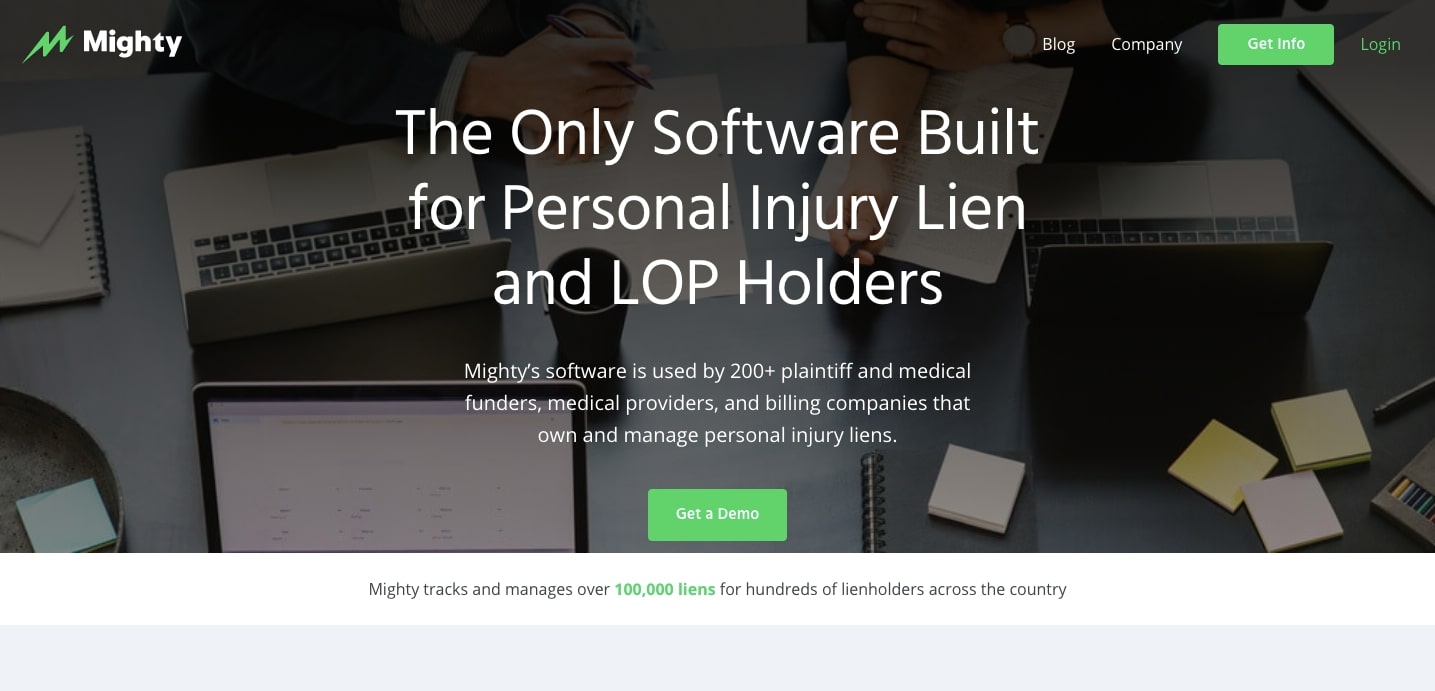 Mighty
Blog
Company
Get Info
Login
The Only Software Built
for Personal Injury Lien
and LOP Holders
Mighty’s software is used by 200+ plaintiff and medical
funders, medical providers, and billing companies that
own and manage personal injury liens.
Get a Demo
Mighty tracks and manages over 100,000 liens for hundreds of lienholders across the country